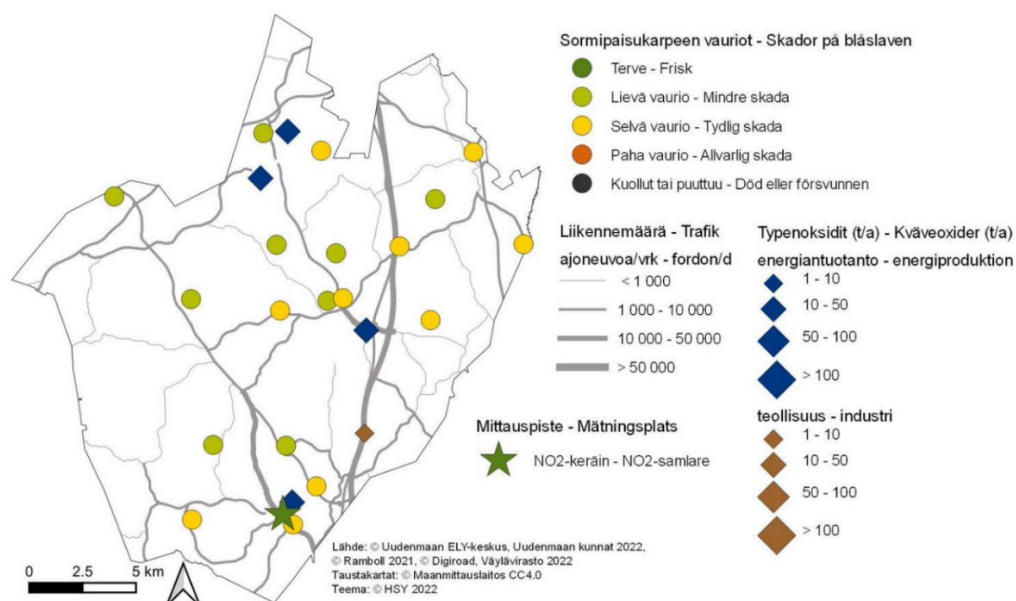 Sormipaisukarpeen vauriot - Skador på blåslaven
Terve - Frisk
Lievä vaurio - Mindre skada
Selvä vaurio - Tydlig skada
Paha vaurio - Allvarlig skada
Kuollut tai puuttuu - Död eller försvunnen
Liikennemäärä - Trafik
ajoneuvoa/vrk - fordon/d
< 1 000
1 000 - 10 000
10 000 - 50 000
> 50 000
Typenoksidit (t/a) - Kväveoxider (t/a)
energiantuotanto - energiproduktion
1 - 10
10 - 50
50 - 100
> 100
teollisuus - industri
1 - 10
10 - 50
50 - 100
> 100
Mittauspiste - Mätningsplats
NO2-keräin - NO2-samlare
Lähde: © Uudenmaan ELY-keskus, Uudenmaan kunnat 2022,
© Ramboll 2021, © Digiroad, Väylävirasto 2022
Taustakartat: © Maanmittauslaitos CC4.0
Teema: © HSY 2022
0 2.5 5 km